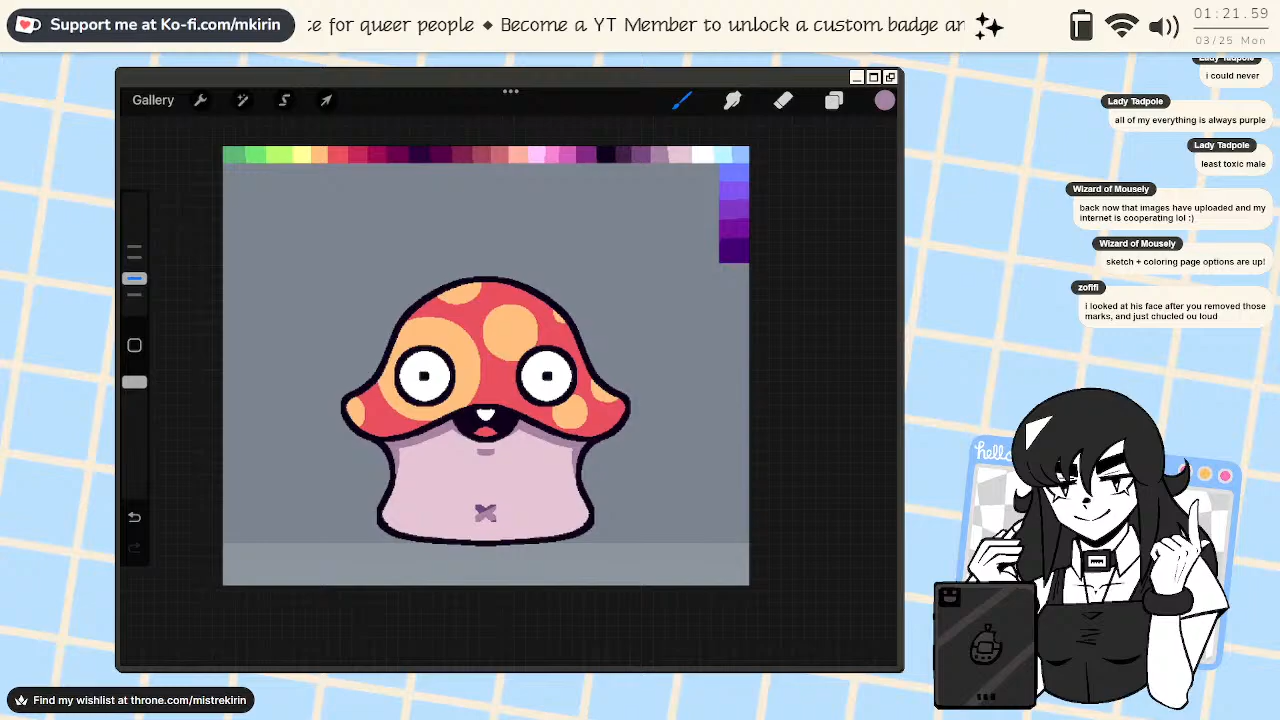 Support me at Ko-fi.com/mkirin
ce for queer people ◆ Become a YT Member to unlock a custom badge an
01:21.59
03/25 Mon
Gallery
Lady Tadpole
i could never
Lady Tadpole
all of my everything is always purple
Lady Tadpole
least toxic male
Wizard of Mousely
back now that images have uploaded and my
internet is cooperating lol :)
Wizard of Mousely
sketch + coloring page options are up!
zofifi
i looked at his face after you removed those
marks, and just chucled ou loud
hello
Find my wishlist at throne.com/mistrekirin